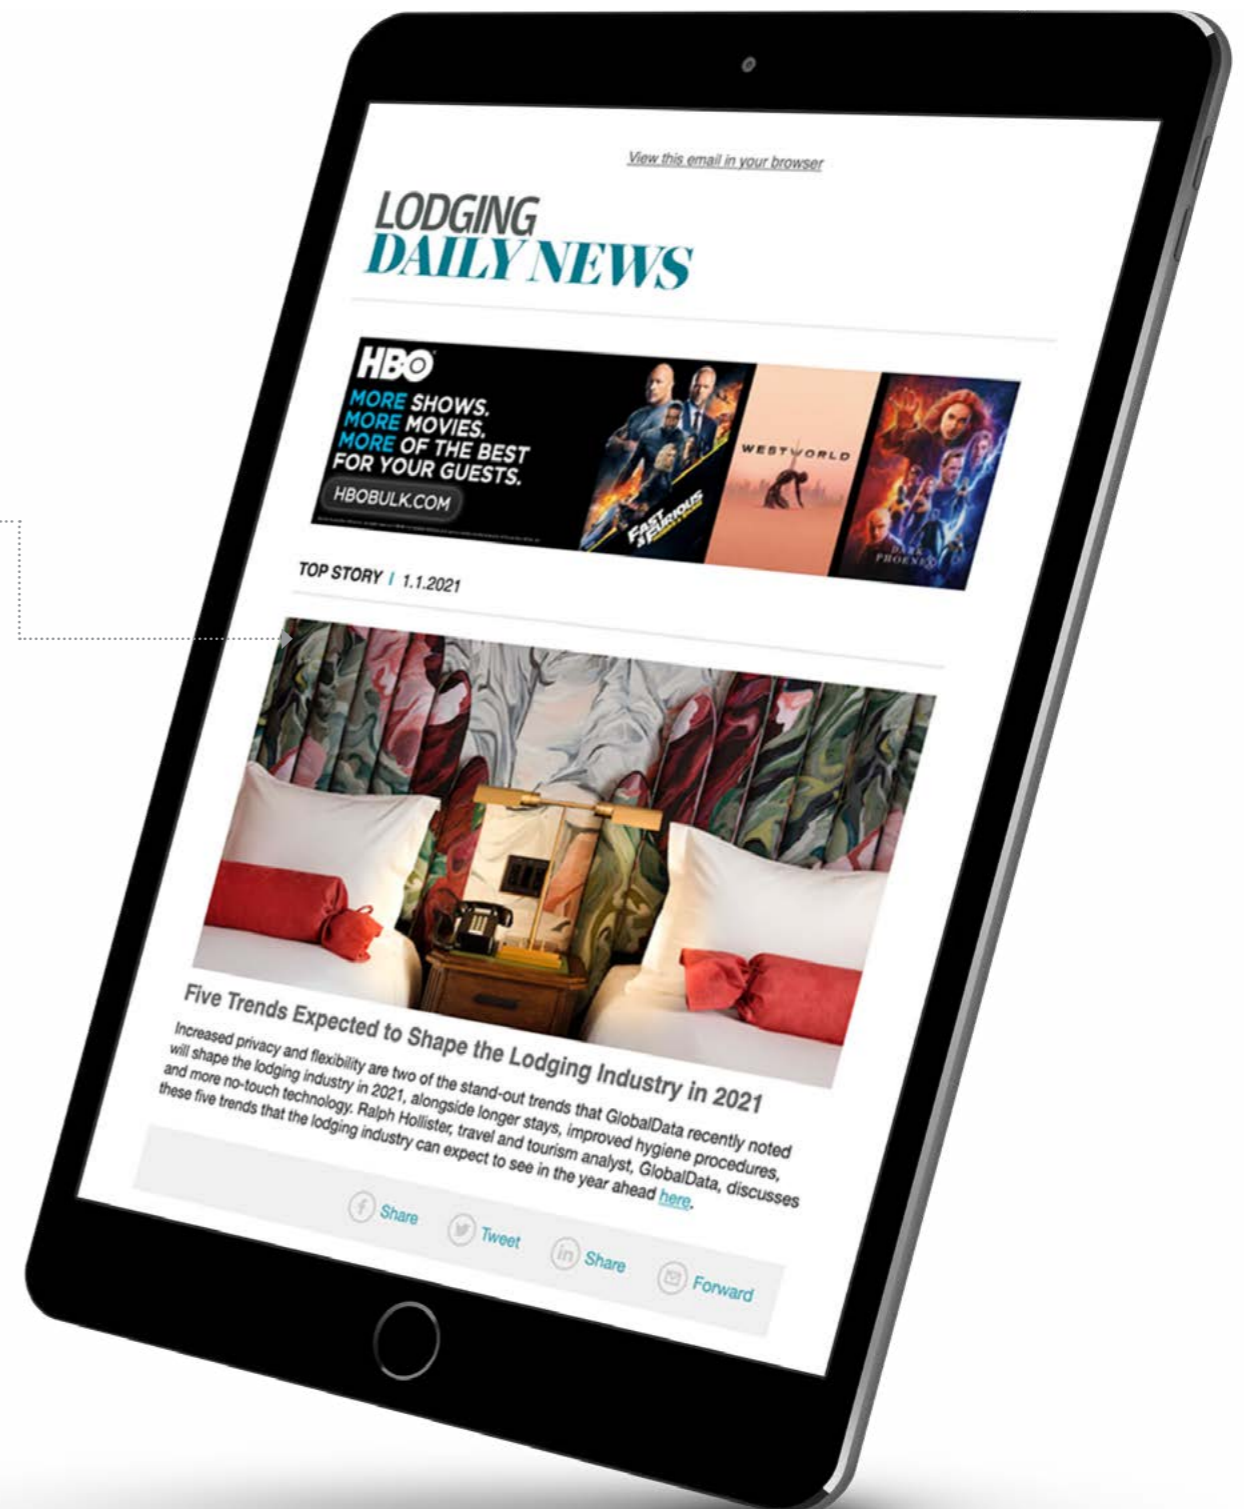 View this email in your browser
LODGING
DAILY NEWS
HBO
MORE SHOWS.
MORE MOVIES.
MORE OF THE BEST
FOR YOUR GUESTS.
HBOBULK.COM
FAST
& FURIOUS
WESTWORLD
DARK
PHOENIX
TOP STORY | 1.1.2021
Five Trends Expected to Shape the Lodging Industry in 2021
Increased privacy and flexibility are two of the stand-out trends that GlobalData recently noted
will shape the lodging industry in 2021, alongside longer stays, improved hygiene procedures,
and more no-touch technology. Ralph Hollister, travel and tourism analyst, GlobalData, discusses
these five trends that the lodging industry can expect to see in the year ahead here.
Share
Tweet
in Share
Forward